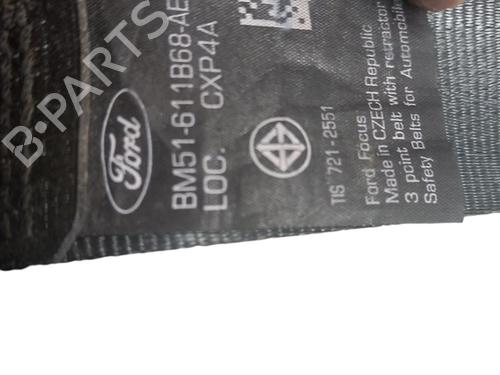 Ford
BM51-611B68-AE
LOC. CXP4A
TIS 721-2551
Ford Focus
Made in CZECH Republic
3 point belt with retractor
Safety Belts for Automobile
B-PARTS